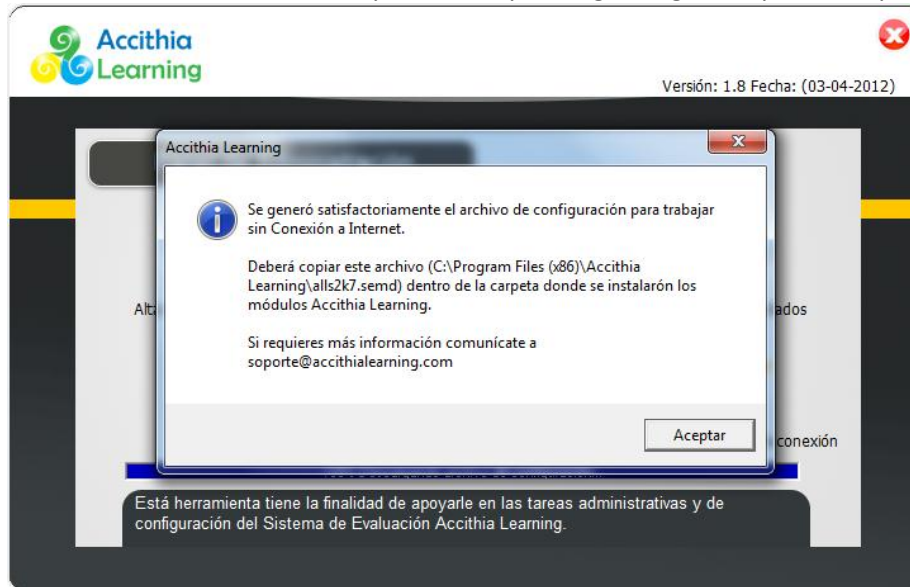 Accithia
Learning
Versión: 1.8 Fecha: (03-04-2012)
Accithia Learning
Se generó satisfactoriamente el archivo de configuración para trabajar
sin Conexión a Internet.
Deberá copiar este archivo (C:\Program Files (x86)\Accithia
Learning\alls2k7.semd) dentro de la carpeta donde se instalarón los
módulos Accithia Learning.
Si requieres más información comunícate a
soporte@accithialearning.com
Aceptar
conexión
Está herramienta tiene la finalidad de apoyarle en las tareas administrativas y de
configuración del Sistema de Evaluación Accithia Learning.